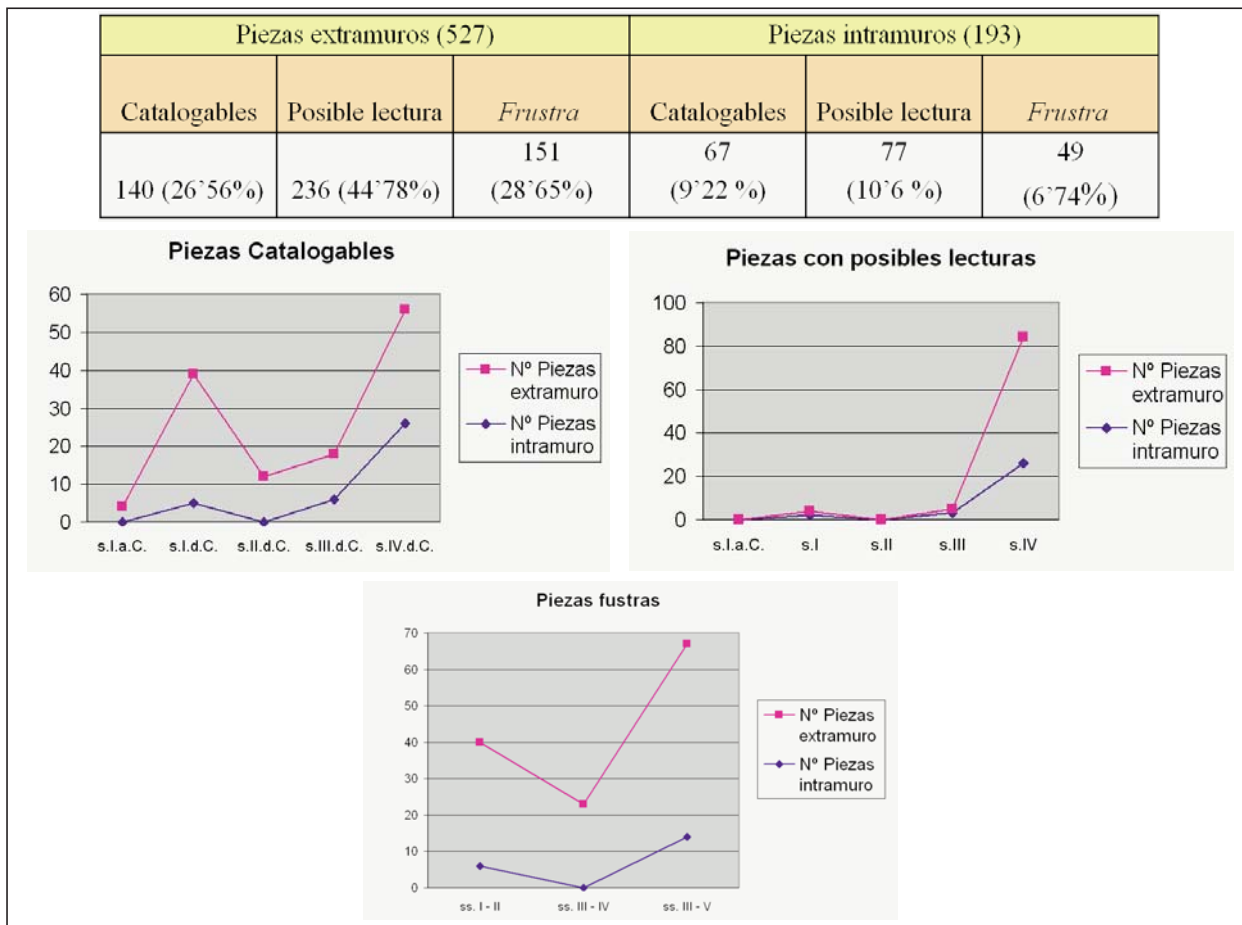 Piezas extramuros (527) Piezas intramuros (193)
Catalogables Posible lectura Frustra Catalogables Posible lectura Frustra
140 (26'56%) 236 (44'78%) 151 (28'65%) 67 (9'22 %) 77 (10'6 %) 49 (6'74%)
Piezas Catalogables
60
50
40
30
20
10
0
s.I.a.C. s.I.d.C. s.II.d.C. s.III.d.C. s.IV.d.C.
Nº Piezas
extramuro
Nº Piezas
intramuro
Piezas con posibles lecturas
100
80
60
40
20
0
s.I.a.C. s.I s.II s.III s.IV
Nº Piezas
extramuro
Nº Piezas
intramuro
Piezas fustras
70
60
50
40
30
20
10
0
ss. I - II ss. III - IV ss. III - V
Nº Piezas
extramuro
Nº Piezas
intramuro